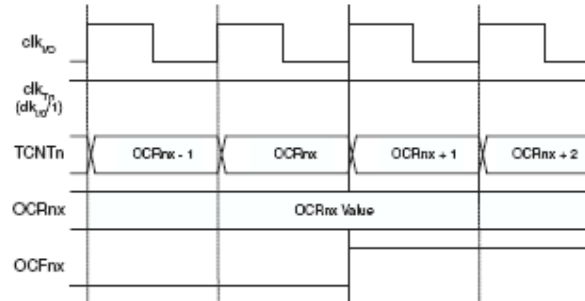 clkI/O
clkTn
(clkI/O/1)
TCNTn OCRnx - 1 OCRnx OCRnx + 1 OCRnx + 2
OCRnx OCRnx Value
OCFnx